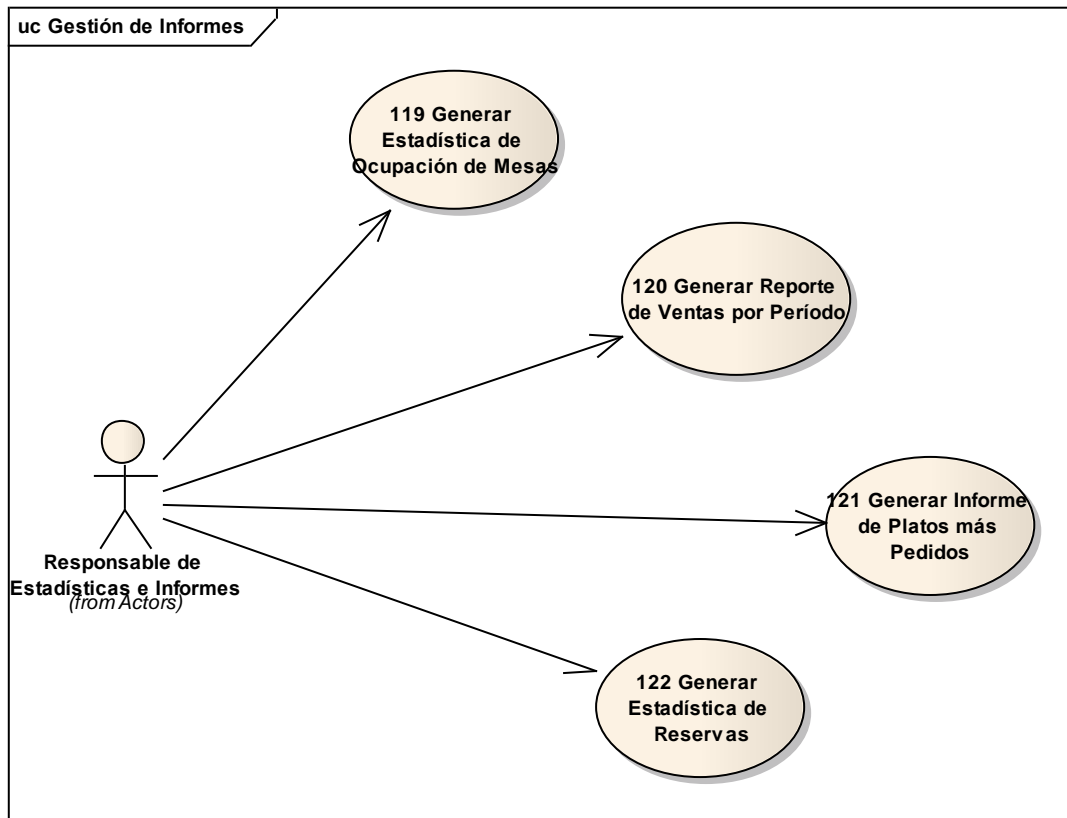 uc Gestión de Informes
119 Generar
Estadística de
Ocupación de Mesas
120 Generar Reporte
de Ventas por Período
121 Generar Informe
de Platos más
Pedidos
Responsable de
Estadísticas e Informes
(from Actors)
122 Generar
Estadística de
Reservas